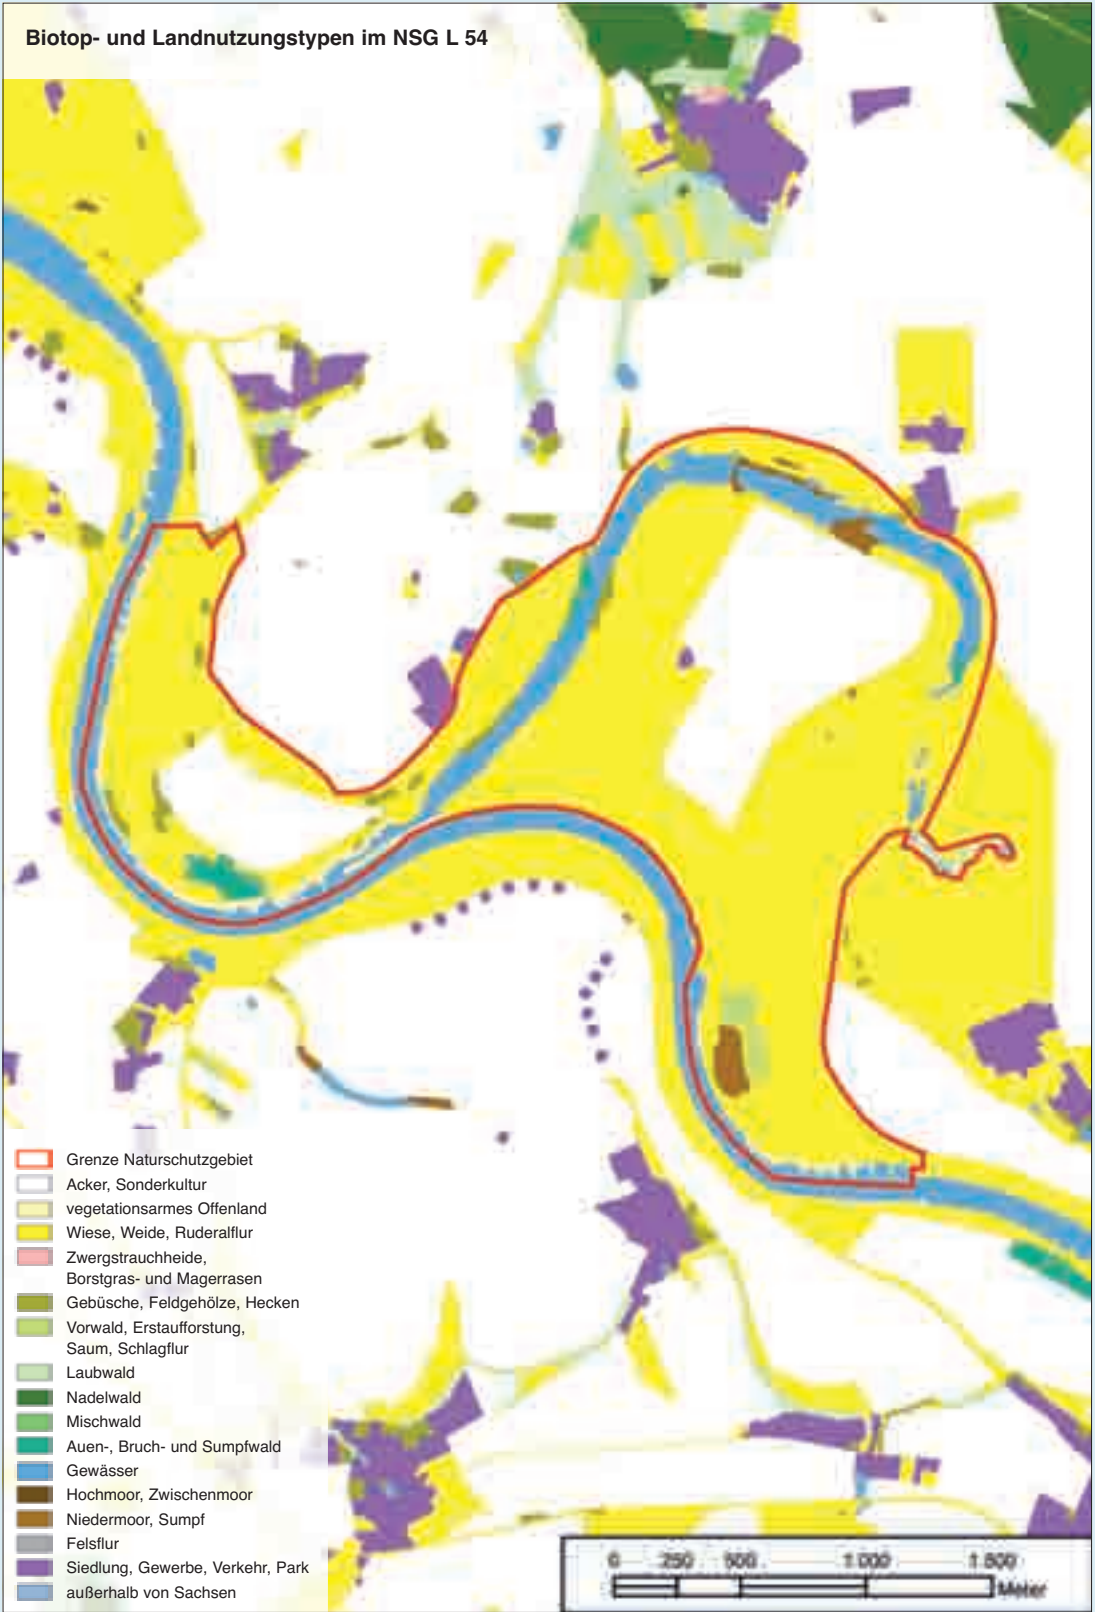 Biotop- und Landnutzungstypen im NSG L 54
Grenze Naturschutzgebiet
Acker, Sonderkultur
vegetationsarmes Offenland
Wiese, Weide, Ruderalflur
Zwergstrauchheide,
Borstgras- und Magerrasen
Gebüsche, Feldgehölze, Hecken
Vorwald, Erstaufforstung,
Saum, Schlagflur
Laubwald
Nadelwald
Mischwald
Auen-, Bruch- und Sumpfwald
Gewässer
Hochmoor, Zwischenmoor
Niedermoor, Sumpf
Felsflur
Siedlung, Gewerbe, Verkehr, Park
außerhalb von Sachsen
0 250 500 1 000 1 500
Meter